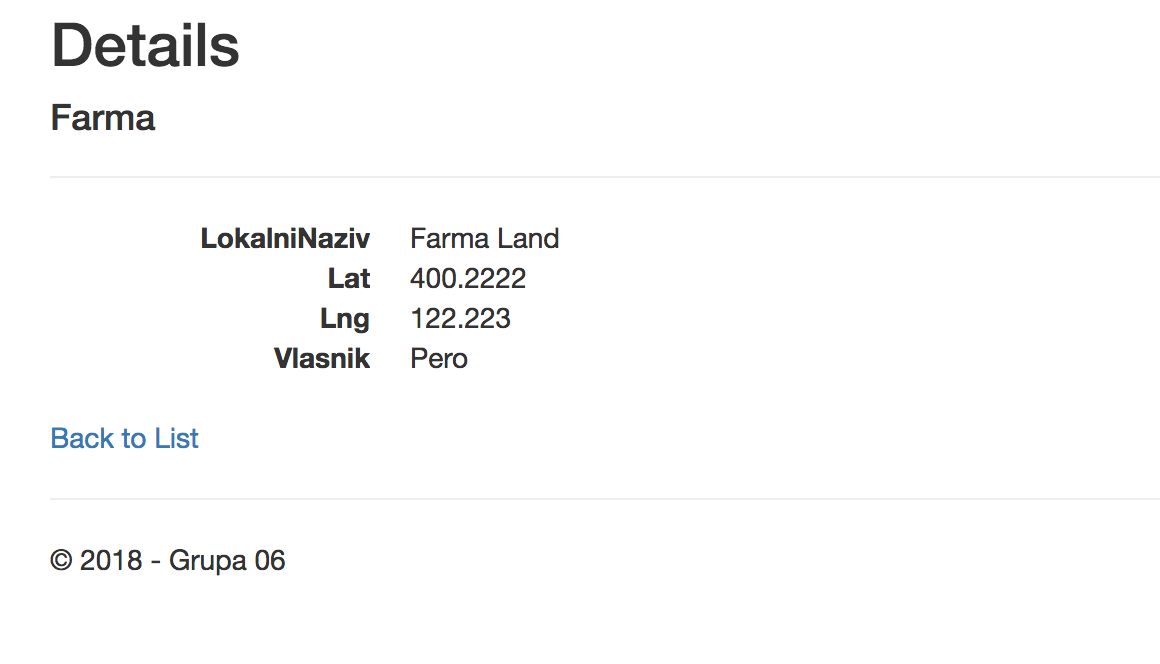 Details
Farma
LokalniNaziv Farma Land
Lat 400.2222
Lng 122.223
Vlasnik Pero
Back to List
© 2018 - Grupa 06